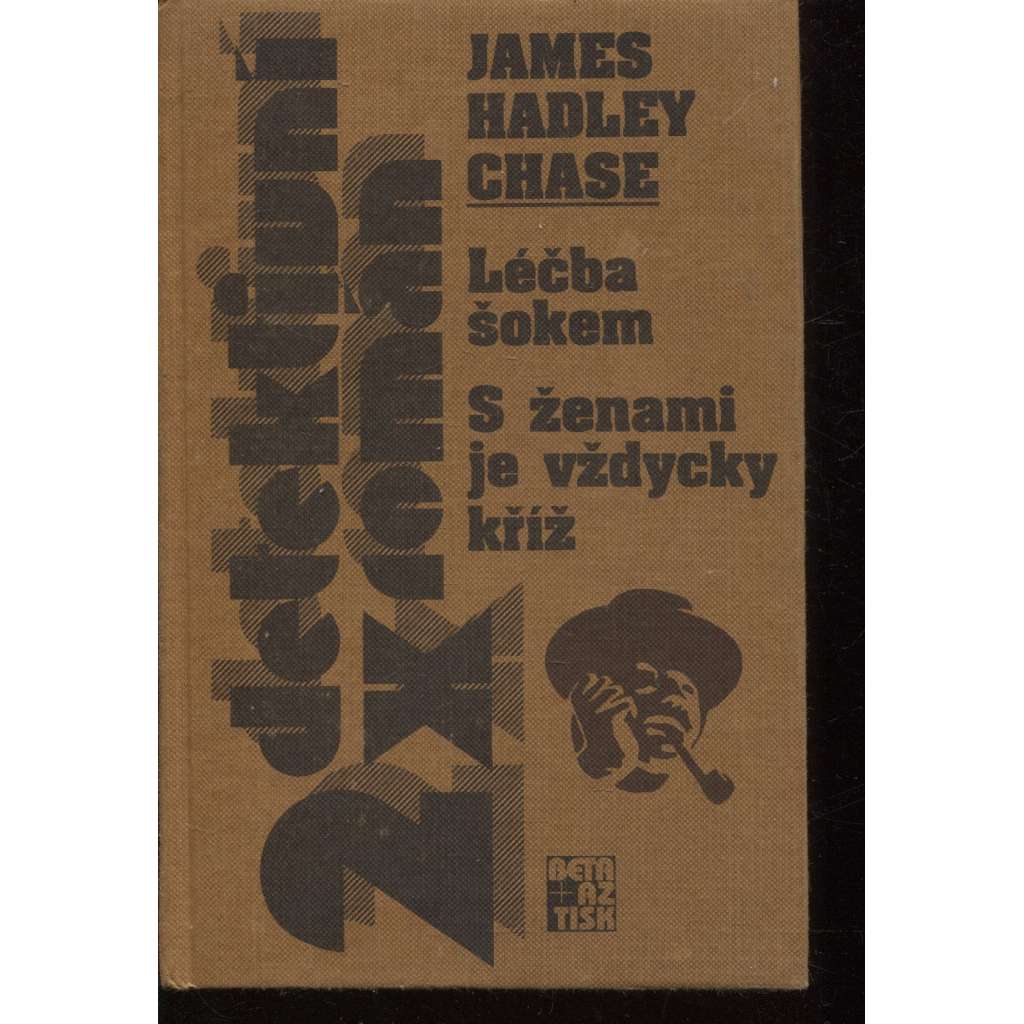 JAMES
HADLEY
CHASE
Léčba
šokem
S ženami
je vždycky
kříž
2x detektivní
román
BETA
+ AZ
TISK